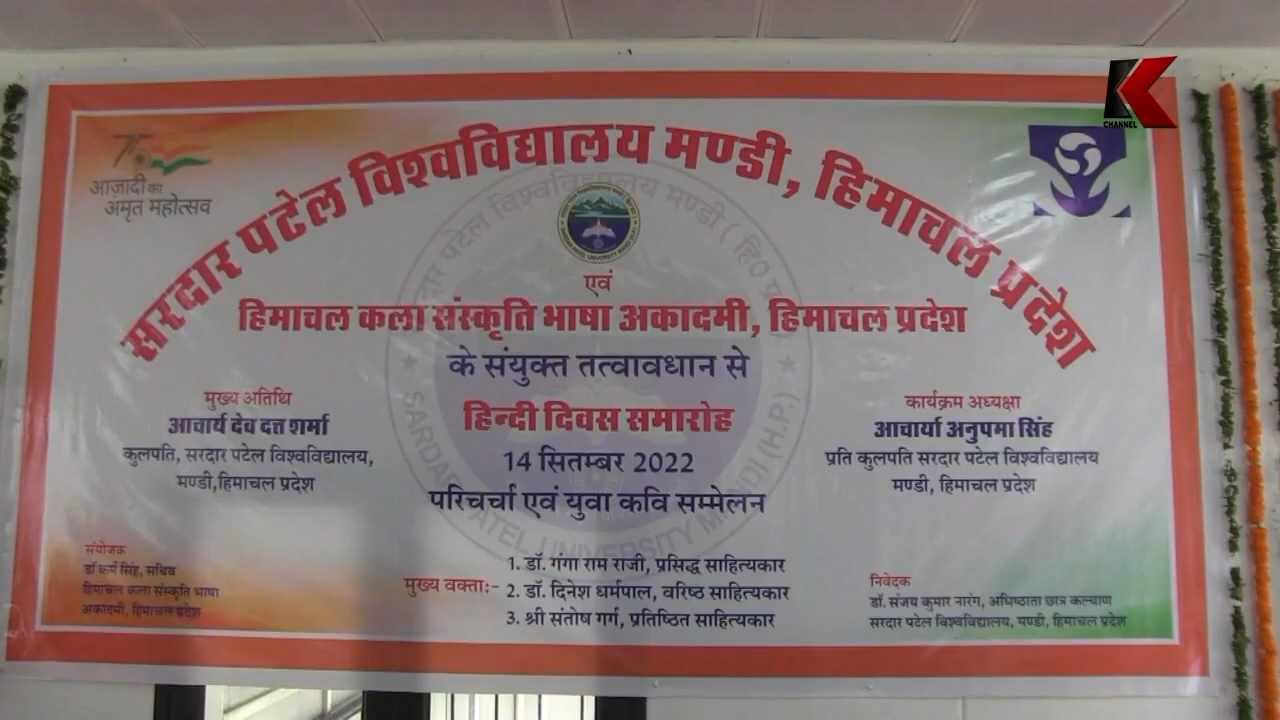 K
CHANNEL
आज़ादी का
अमृत महोत्सव
सरदार पटेल विश्वविद्यालय मण्डी, हिमाचल प्रदेश
एवं
हिमाचल कला संस्कृति भाषा अकादमी, हिमाचल प्रदेश
के संयुक्त तत्वावधान से
हिन्दी दिवस समारोह
14 सितम्बर 2022
परिचर्चा एवं युवा कवि सम्मेलन
मुख्य अतिथि
आचार्य देव दत्त शर्मा
कुलपति, सरदार पटेल विश्वविद्यालय,
मण्डी,हिमाचल प्रदेश
कार्यक्रम अध्यक्षा
आचार्या अनुपमा सिंह
प्रति कुलपति सरदार पटेल विश्वविद्यालय
मण्डी, हिमाचल प्रदेश
संयोजक
डॉ कर्म सिंह, सचिव
हिमाचल कला संस्कृति भाषा
अकादमी, हिमाचल प्रदेश
मुख्य वक्ताः-
1. डॉ. गंगा राम राजी, प्रसिद्ध साहित्यकार
2. डॉ. दिनेश धर्मपाल, वरिष्ठ साहित्यकार
3. श्री संतोष गर्ग, प्रतिष्ठित साहित्यकार
निवेदक
डॉ. संजय कुमार नारंग, अधिष्ठाता छात्र कल्याण
सरदार पटेल विश्वविद्यालय, मण्डी, हिमाचल प्रदेश